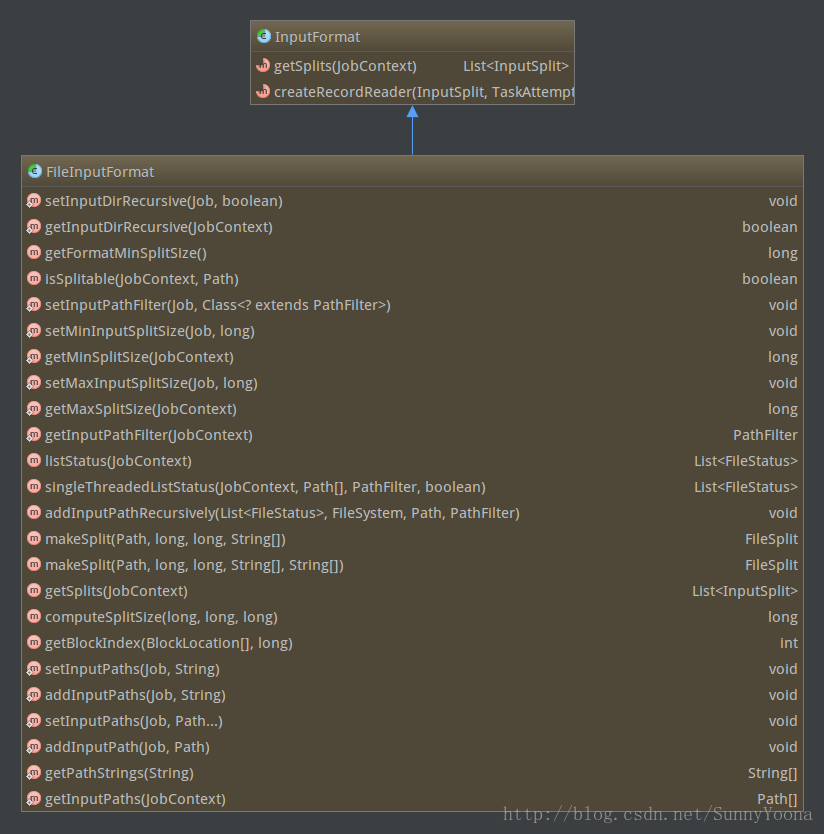 InputFormat
getSplits(JobContext) List<InputSplit>
createRecordReader(InputSplit, TaskAttempt
FileInputFormat
setInputDirRecursive(Job, boolean) void
getInputDirRecursive(JobContext) boolean
getFormatMinSplitSize() long
isSplitable(JobContext, Path) boolean
setInputPathFilter(Job, Class<? extends PathFilter>) void
setMinInputSplitSize(Job, long) void
getMinSplitSize(JobContext) long
setMaxInputSplitSize(Job, long) void
getMaxSplitSize(JobContext) long
getInputPathFilter(JobContext) PathFilter
listStatus(JobContext) List<FileStatus>
singleThreadedListStatus(JobContext, Path[], PathFilter, boolean) List<FileStatus>
addInputPathRecursively(List<FileStatus>, FileSystem, Path, PathFilter) void
makeSplit(Path, long, long, String[]) FileSplit
makeSplit(Path, long, long, String[], String[]) FileSplit
getSplits(JobContext) List<InputSplit>
computeSplitSize(long, long, long) long
getBlockIndex(BlockLocation[], long) int
setInputPaths(Job, String) void
addInputPaths(Job, String) void
setInputPaths(Job, Path...) void
addInputPath(Job, Path) void
getPathStrings(String) String[]
getInputPaths(JobContext) Path[]
http://blog.csdn.net/SunnyYoona